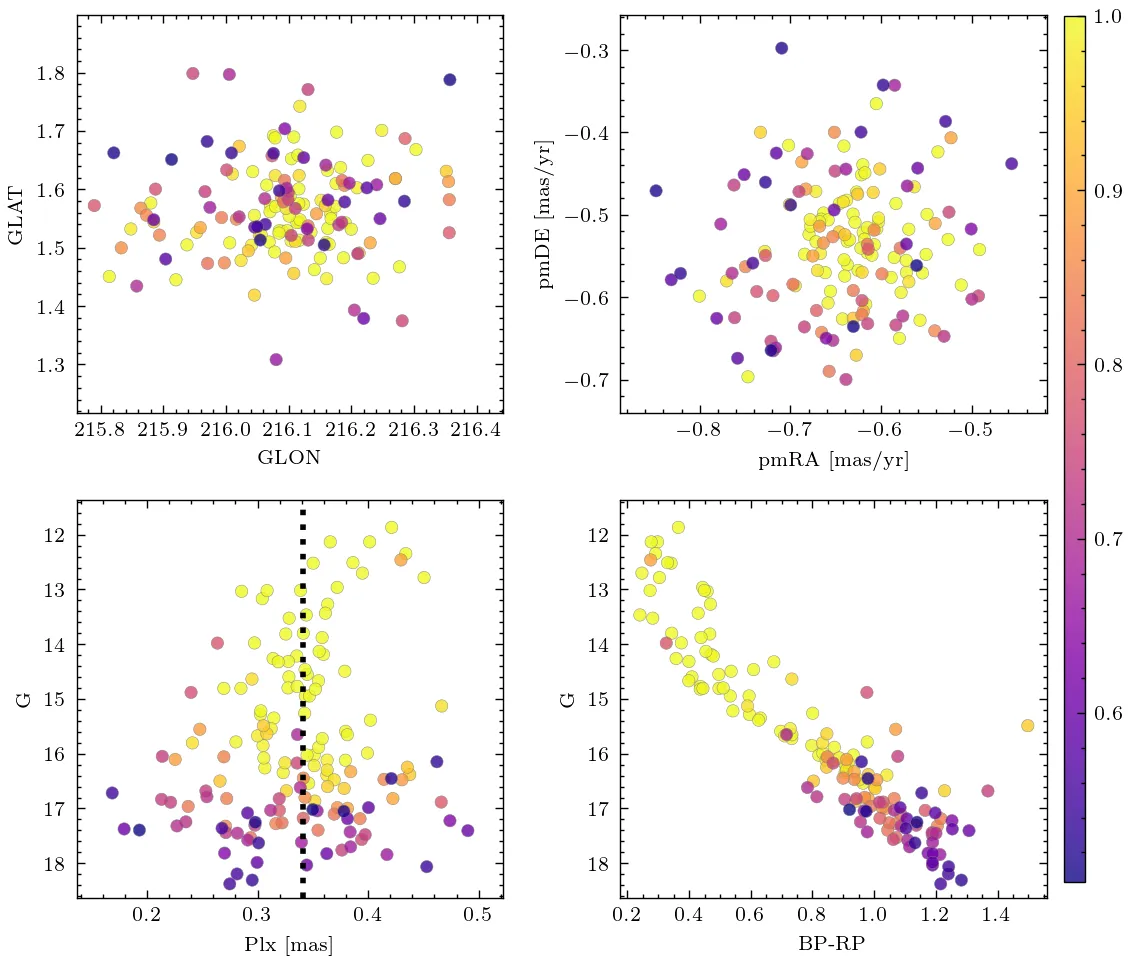 1.8
1.7
1.6
1.5
1.4
1.3
GLAT
215.8 215.9 216.0 216.1 216.2 216.3 216.4
GLON
−0.3
−0.4
−0.5
−0.6
−0.7
pmDE [mas/yr]
−0.8 −0.7 −0.6 −0.5
pmRA [mas/yr]
1.0
0.9
0.8
0.7
0.6
12
13
14
15
16
17
18
G
0.2 0.3 0.4 0.5
Plx [mas]
12
13
14
15
16
17
18
G
0.2 0.4 0.6 0.8 1.0 1.2 1.4
BP-RP